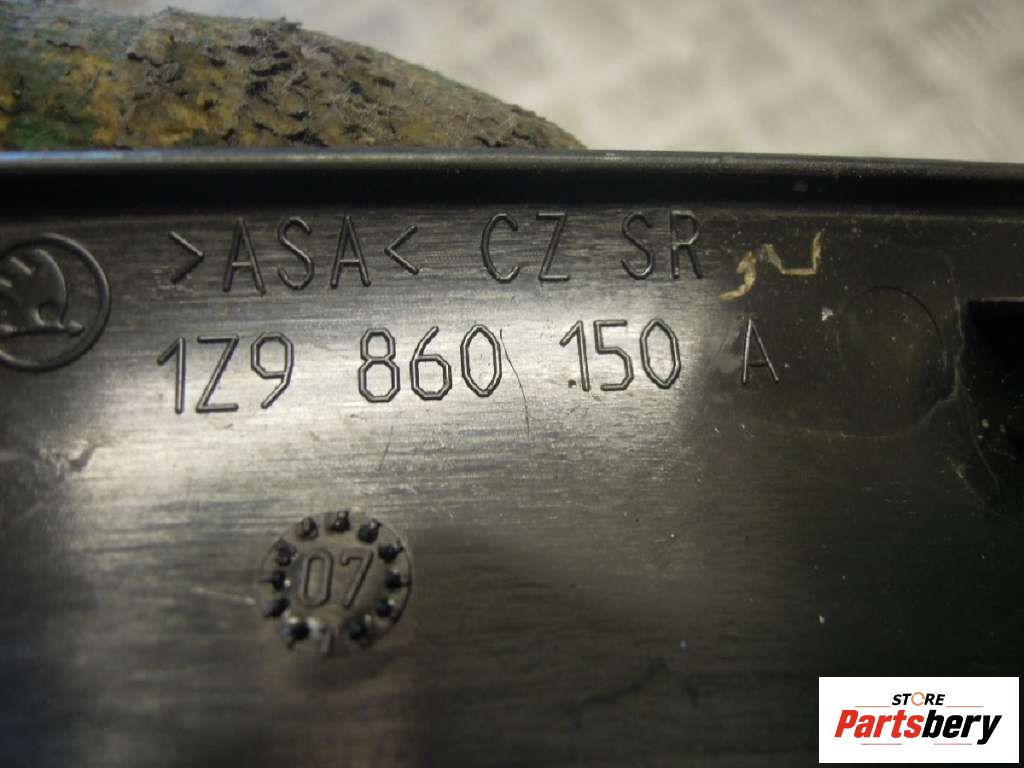 >ASA< CZ SR
1Z9 860 150 A
07
STORE
Partsbery